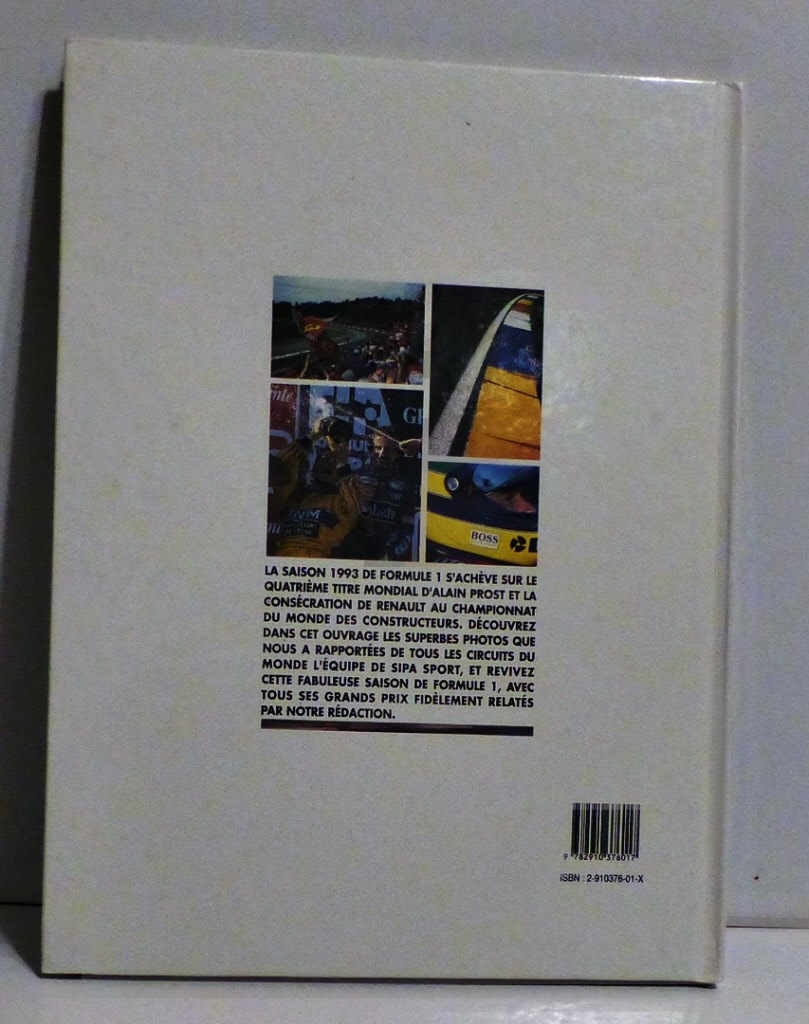 BOSS
LA SAISON 1993 DE FORMULE 1 S'ACHÈVE SUR LE
QUATRIÈME TITRE MONDIAL D'ALAIN PROST ET LA
CONSÉCRATION DE RENAULT AU CHAMPIONNAT
DU MONDE DES CONSTRUCTEURS. DÉCOUVREZ
DANS CET OUVRAGE LES SUPERBES PHOTOS QUE
NOUS A RAPPORTÉES DE TOUS LES CIRCUITS DU
MONDE L'ÉQUIPE DE SIPA SPORT, ET REVIVEZ
CETTE FABULEUSE SAISON DE FORMULE 1, AVEC
TOUS SES GRANDS PRIX FIDÈLEMENT RELATÉS
PAR NOTRE RÉDACTION.
9 782910 376017
ISBN : 2-910376-01-X